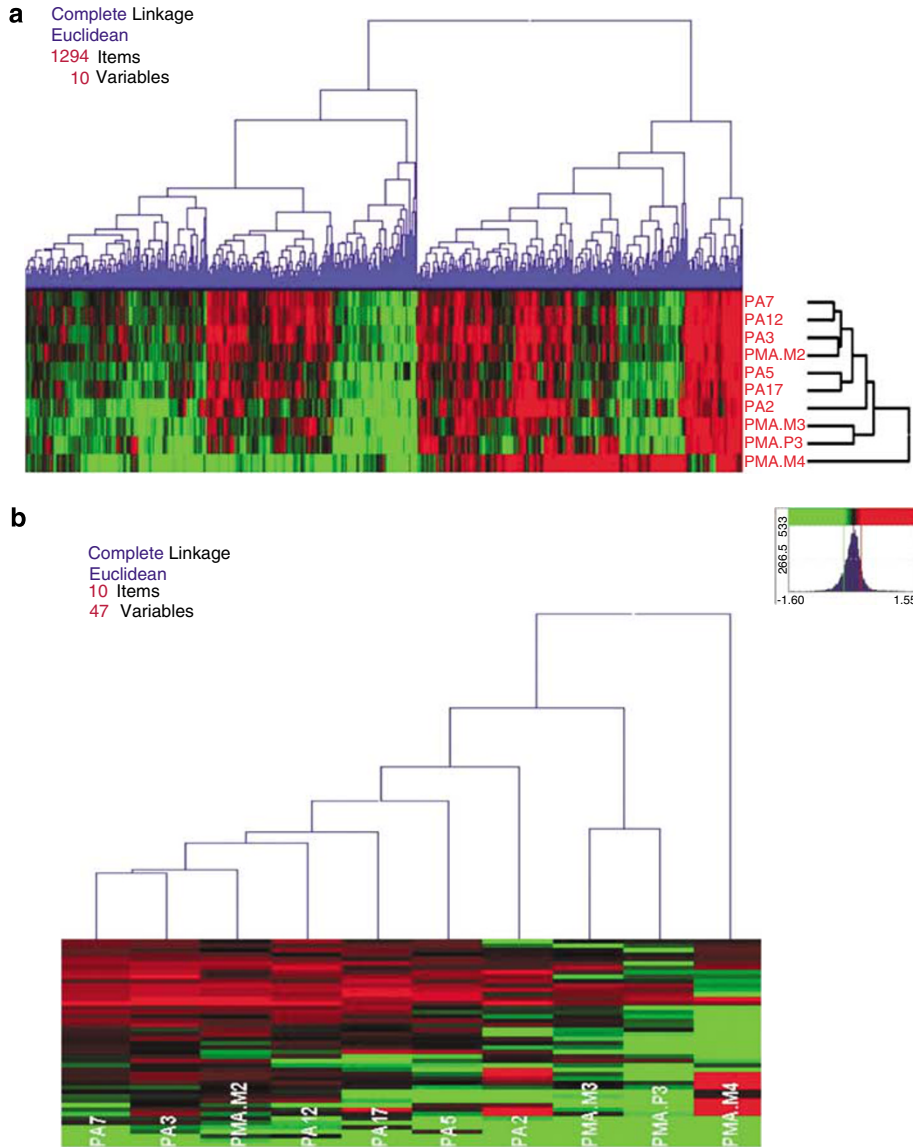 a
Complete Linkage
Euclidean
1294 Items
10 Variables
PA7
PA12
PA3
PMA.M2
PA5
PA17
PA2
PMA.M3
PMA.P3
PMA.M4
b
Complete Linkage
Euclidean
10 Items
47 Variables
533
266.5
-1.60 1.55
PA7 PA3 PMA.M2 PA12 PA17 PA5 PA2 PMA.M3 PMA.P3 PMA.M4